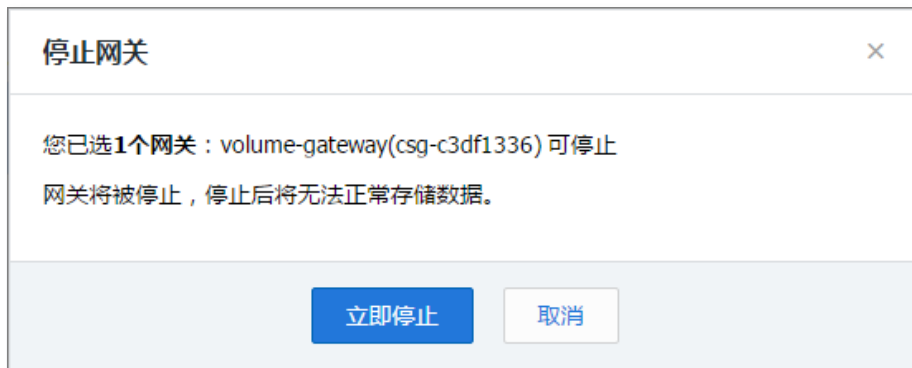 停止网关
您已选1个网关：volume-gateway(csg-c3df1336) 可停止
网关将被停止，停止后将无法正常存储数据。
立即停止
取消